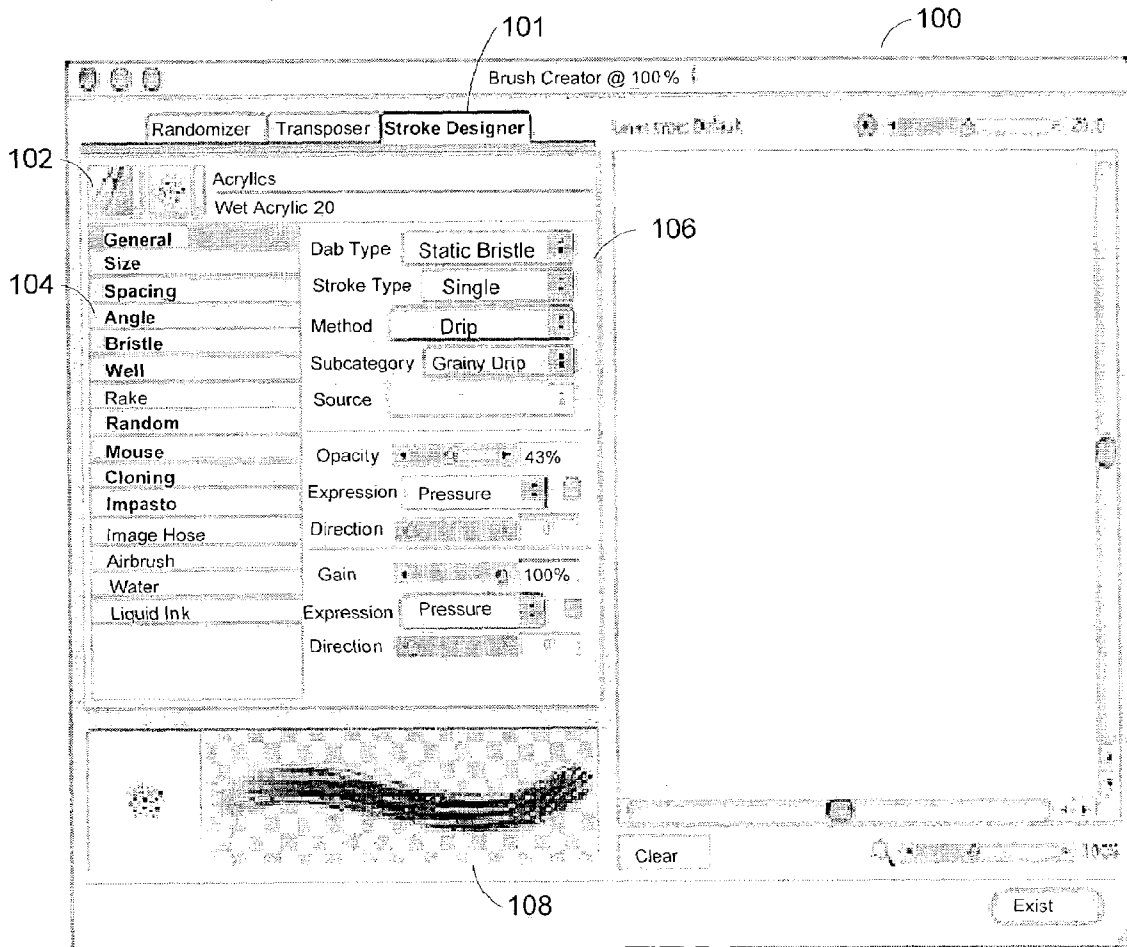 100
101
Brush Creator @ 100%
Randomizer Transposer Stroke Designer
20.0
102
Acrylics
Wet Acrylic 20
106
General
Size
Spacing
104
Angle
Bristle
Well
Rake
Random
Mouse
Cloning
Impasto
Image Hose
Airbrush
Water
Liquid Ink
Dab Type Static Bristle
Stroke Type Single
Method Drip
Subcategory Grainy Drip
Source
Opacity 43%
Expression Pressure
Direction
Gain 100%
Expression Pressure
Direction
Clear
108
Exist